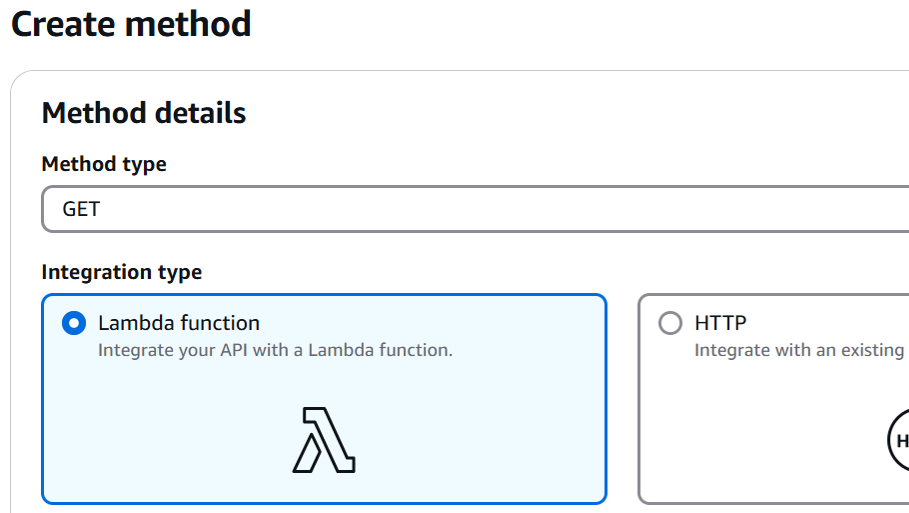 Create method
Method details
Method type
GET
Integration type
Lambda function
Integrate your API with a Lambda function.
HTTP
Integrate with an existing